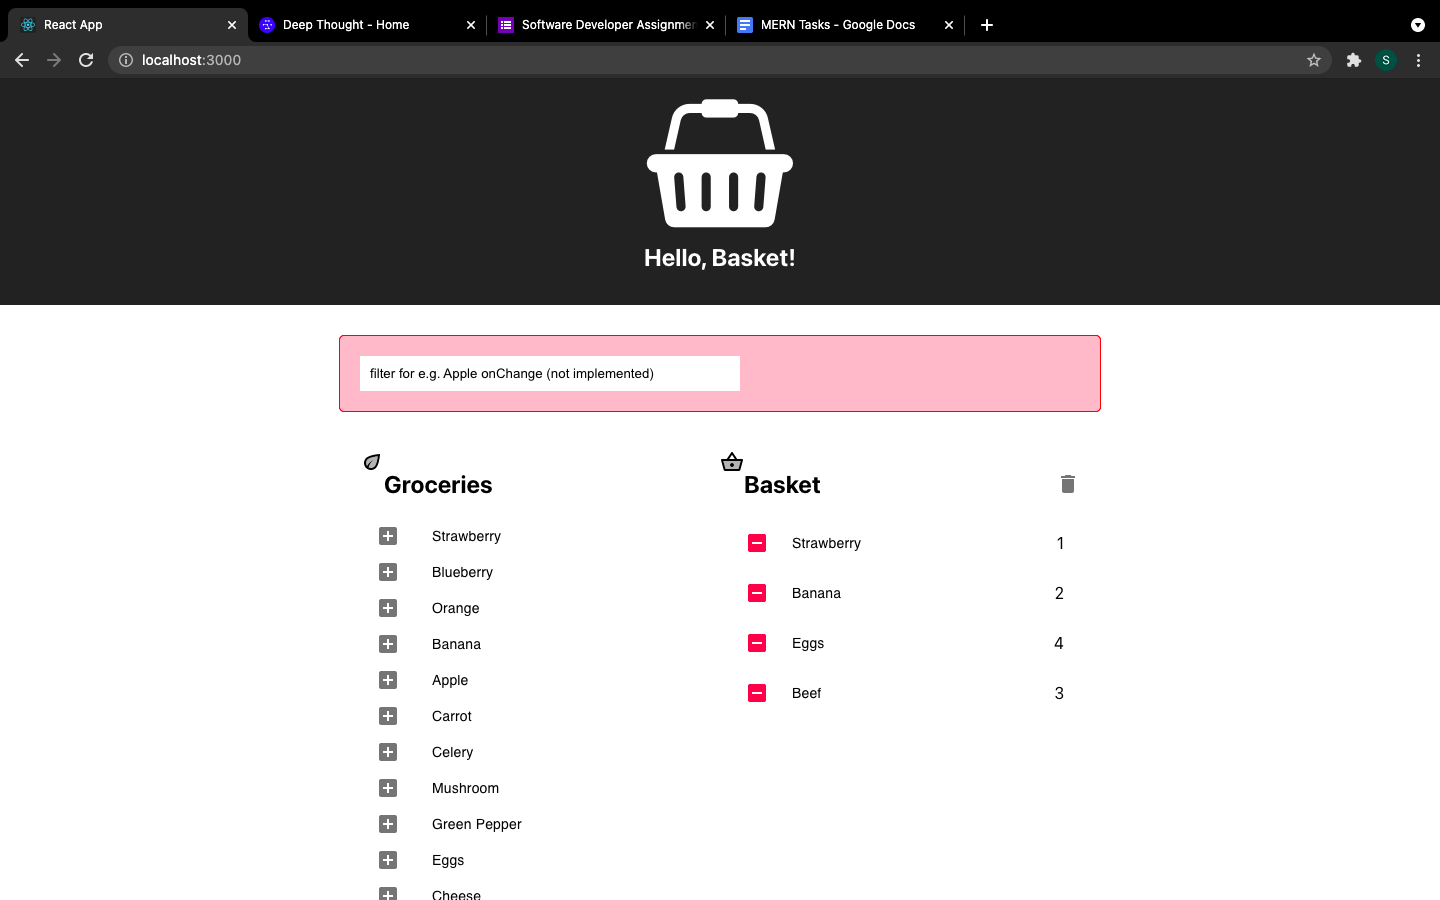 React App
Deep Thought - Home
Software Developer Assignmen
MERN Tasks - Google Docs
localhost:3000
S
Hello, Basket!
filter for e.g. Apple onChange (not implemented)
Groceries
Strawberry
Blueberry
Orange
Banana
Apple
Carrot
Celery
Mushroom
Green Pepper
Eggs
Cheese
Basket
Strawberry 1
Banana 2
Eggs 4
Beef 3